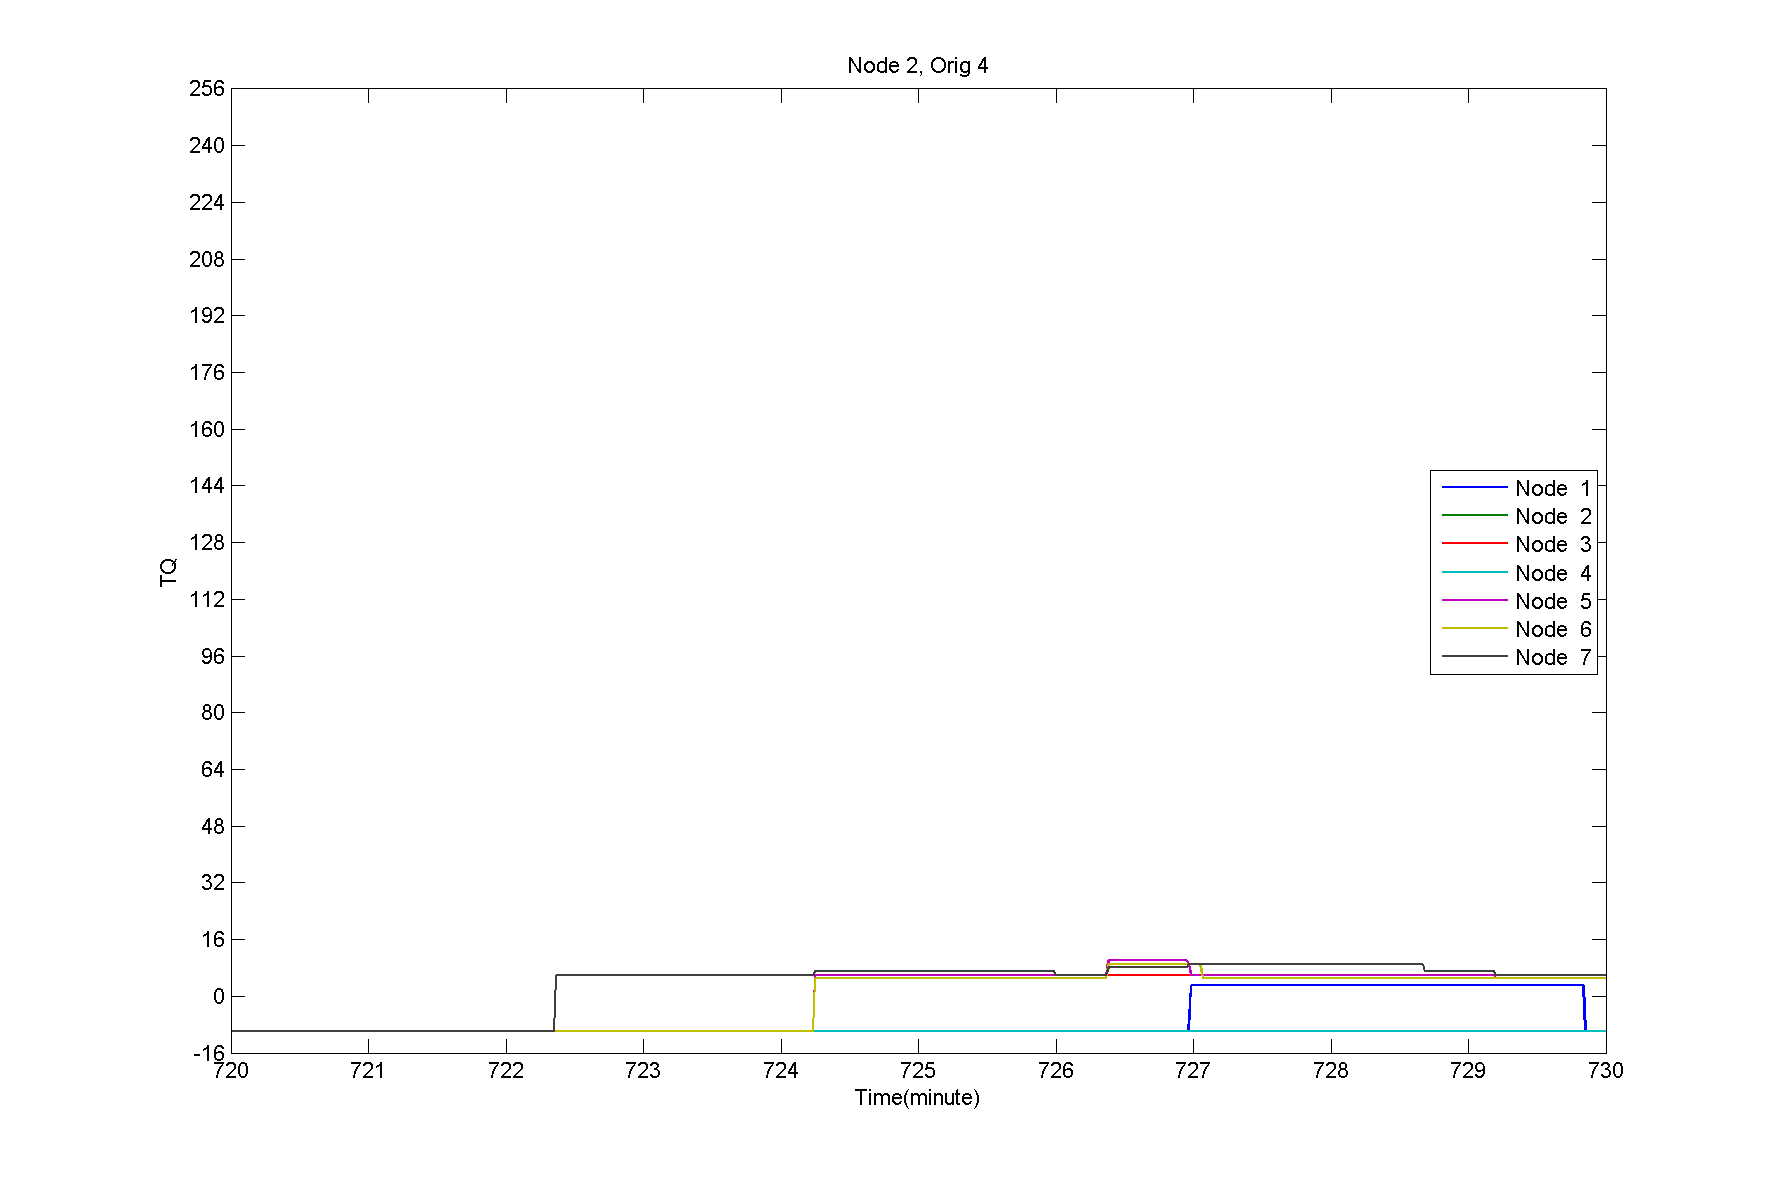 Node 2, Orig 4
256
240
224
208
192
176
160
144
128
112
96
80
64
48
32
16
0
-16
TQ
Node 1
Node 2
Node 3
Node 4
Node 5
Node 6
Node 7
720 721 722 723 724 725 726 727 728 729 730
Time(minute)